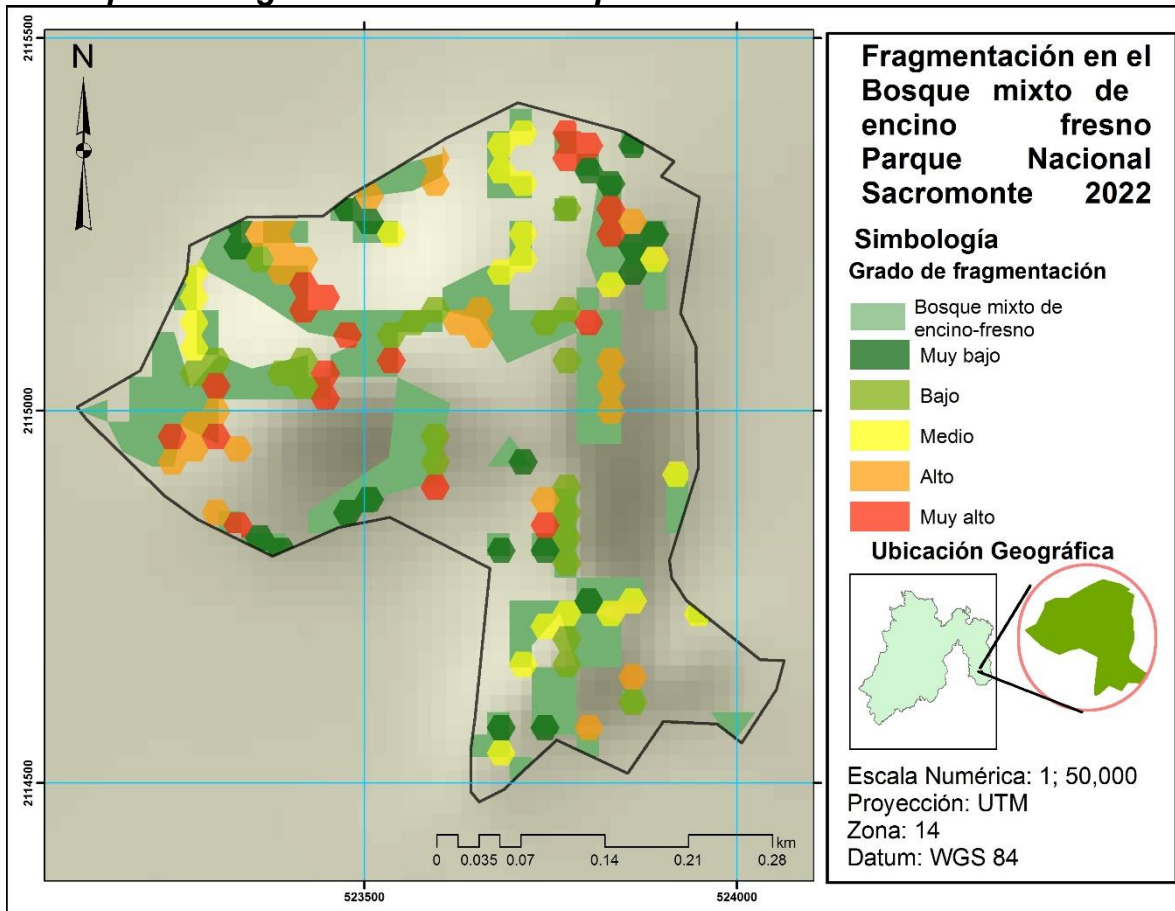 2115500
N
2115000
2114500
523500
524000
0 0.035 0.07 0.14 0.21 0.28
km
Fragmentación en el
Bosque mixto de
encino fresno
Parque Nacional
Sacromonte 2022
Simbología
Grado de fragmentación
Bosque mixto de
encino-fresno
Muy bajo
Bajo
Medio
Alto
Muy alto
Ubicación Geográfica
Escala Numérica: 1; 50,000
Proyección: UTM
Zona: 14
Datum: WGS 84